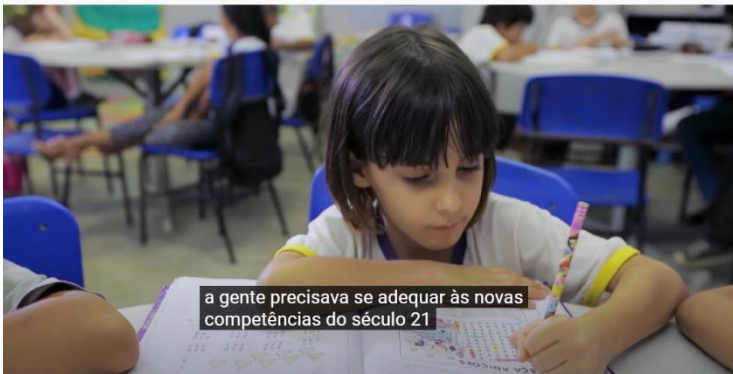 a gente precisava se adequar às novas
competências do século 21